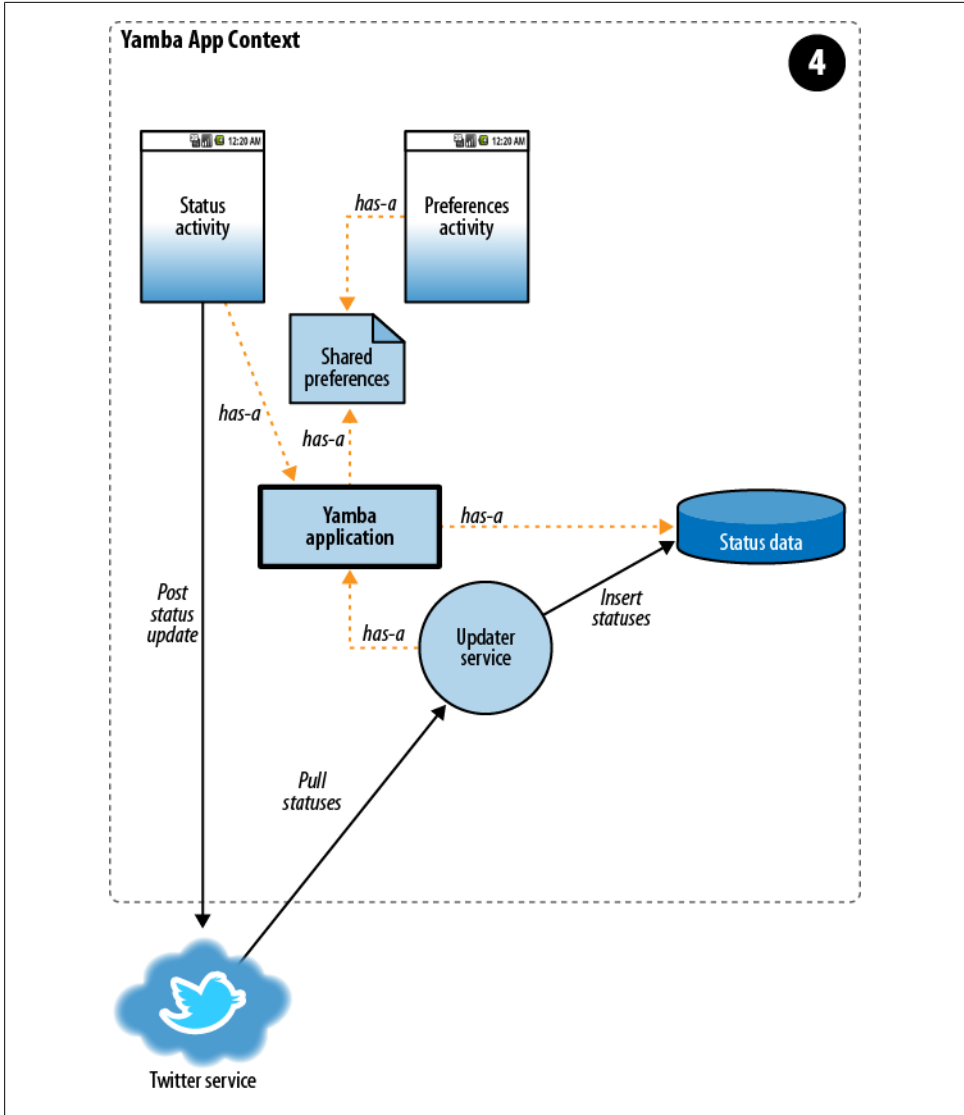 Yamba App Context
4
12:20 AM
12:20 AM
Status
activity
has-a
Preferences
activity
Shared
preferences
has-a
has-a
Yamba
application
has-a
Status data
Post
status
update
has-a
Updater
service
Insert
statuses
Pull
statuses
Twitter service